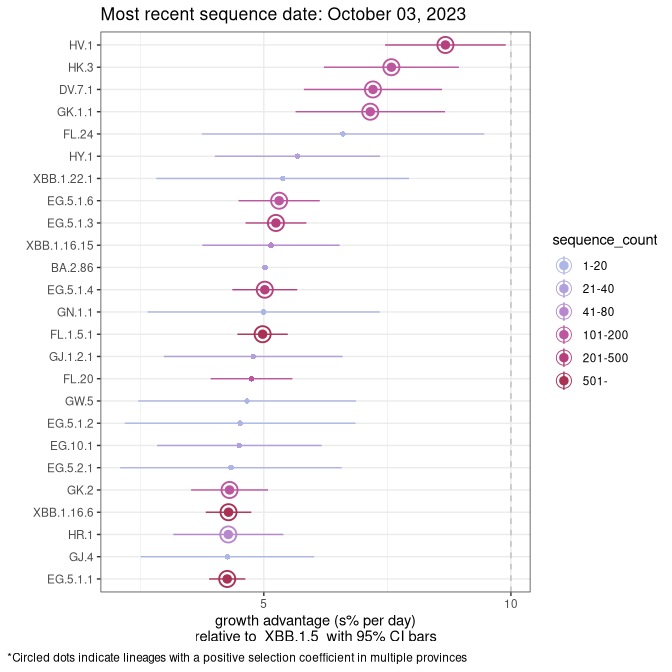 Most recent sequence date: October 03, 2023
HV.1
HK.3
DV.7.1
GK.1.1
FL.24
HY.1
XBB.1.22.1
EG.5.1.6
EG.5.1.3
XBB.1.16.15
BA.2.86
EG.5.1.4
GN.1.1
FL.1.5.1
GJ.1.2.1
FL.20
GW.5
EG.5.1.2
EG.10.1
EG.5.2.1
GK.2
XBB.1.16.6
HR.1
GJ.4
EG.5.1.1
5 10
growth advantage (s% per day)
relative to XBB.1.5 with 95% CI bars
sequence_count
1-20
21-40
41-80
101-200
201-500
501-
*Circled dots indicate lineages with a positive selection coefficient in multiple provinces